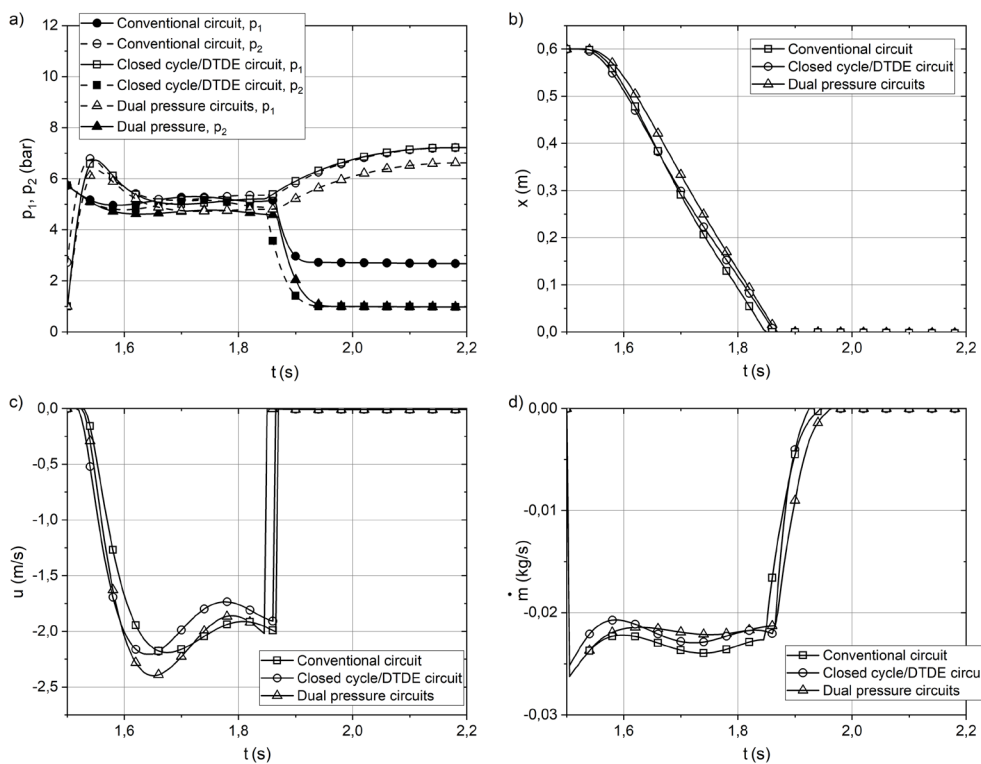 a)
12
10
8
6
4
2
0
p₁, p₂ (bar)
Conventional circuit, p₁
Conventional circuit, p₂
Closed cycle/DTDE circuit, p₁
Closed cycle/DTDE circuit, p₂
Dual pressure circuits, p₁
Dual pressure, p₂
1,6 1,8 2,0 2,2
t (s)
b)
0,6
0,5
0,4
0,3
0,2
0,1
0,0
x (m)
Conventional circuit
Closed cycle/DTDE circuit
Dual pressure circuits
1,6 1,8 2,0 2,2
t (s)
c)
0,0
-0,5
-1,0
-1,5
-2,0
-2,5
u (m/s)
Conventional circuit
Closed cycle/DTDE circuit
Dual pressure circuits
1,6 1,8 2,0 2,2
t (s)
d)
0,00
-0,01
-0,02
-0,03
ṁ (kg/s)
Conventional circuit
Closed cycle/DTDE circuit
Dual pressure circuits
1,6 1,8 2,0 2,2
t (s)